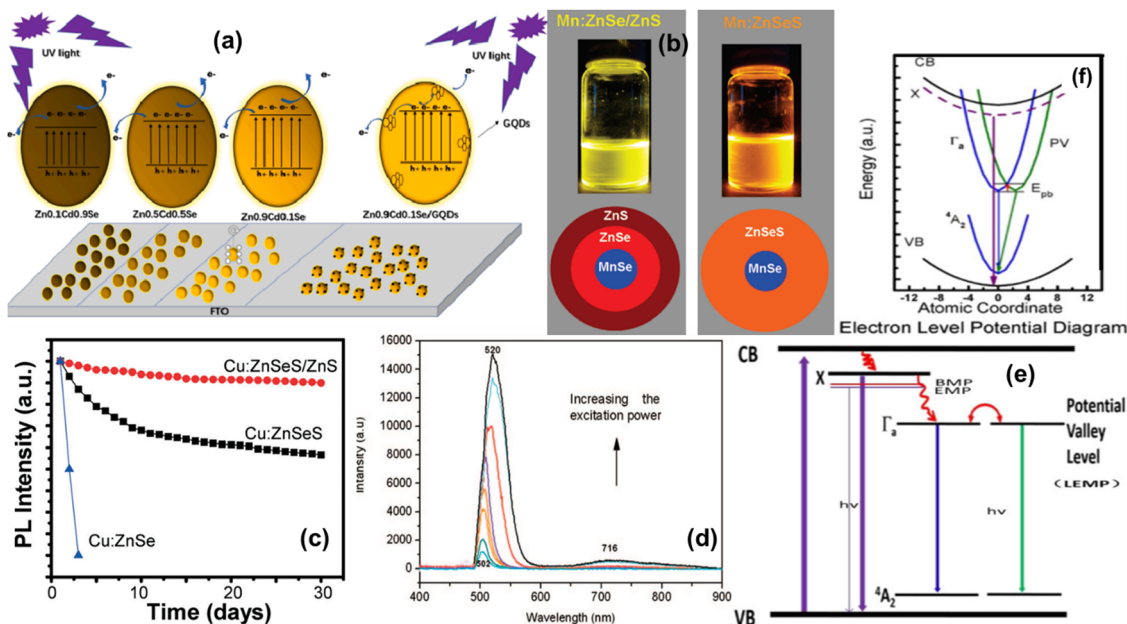 (a)
UV light
UV light
e-
e-
e-
e-
e-
e-
e-
e- e- e- e-
e- e- e- e-
e- e- e- e-
e- e- e- e-
h+ h+ h+ h+
h+ h+ h+ h+
h+ h+ h+ h+
h+ h+ h+ h+
GQDs
Zn0.1Cd0.9Se
Zn0.5Cd0.5Se
Zn0.9Cd0.1Se
Zn0.9Cd0.1Se/GQDs
FTO
Mn:ZnSe/ZnS
(b)
Mn:ZnSeS
ZnS
ZnSe
MnSe
ZnSeS
MnSe
(f)
CB
X
Γa
PV
Epb
4A2
VB
Energy (a.u.)
-12 -8 -4 0 4 8 12
Atomic Coordinate
Electron Level Potential Diagram
PL Intensity (a.u.)
Cu:ZnSeS/ZnS
Cu:ZnSeS
Cu:ZnSe
(c)
0 10 20 30
Time (days)
Intansity (a.u)
16000
14000
12000
10000
8000
6000
4000
2000
0
520
Increasing the
excitation power
502
716
(d)
400 500 600 700 800 900
Wavelength (nm)
CB
(e)
X
BMP
EMP
Γa
Potential
Valley
Level
(LEMP)
hν
hν
4A2
VB